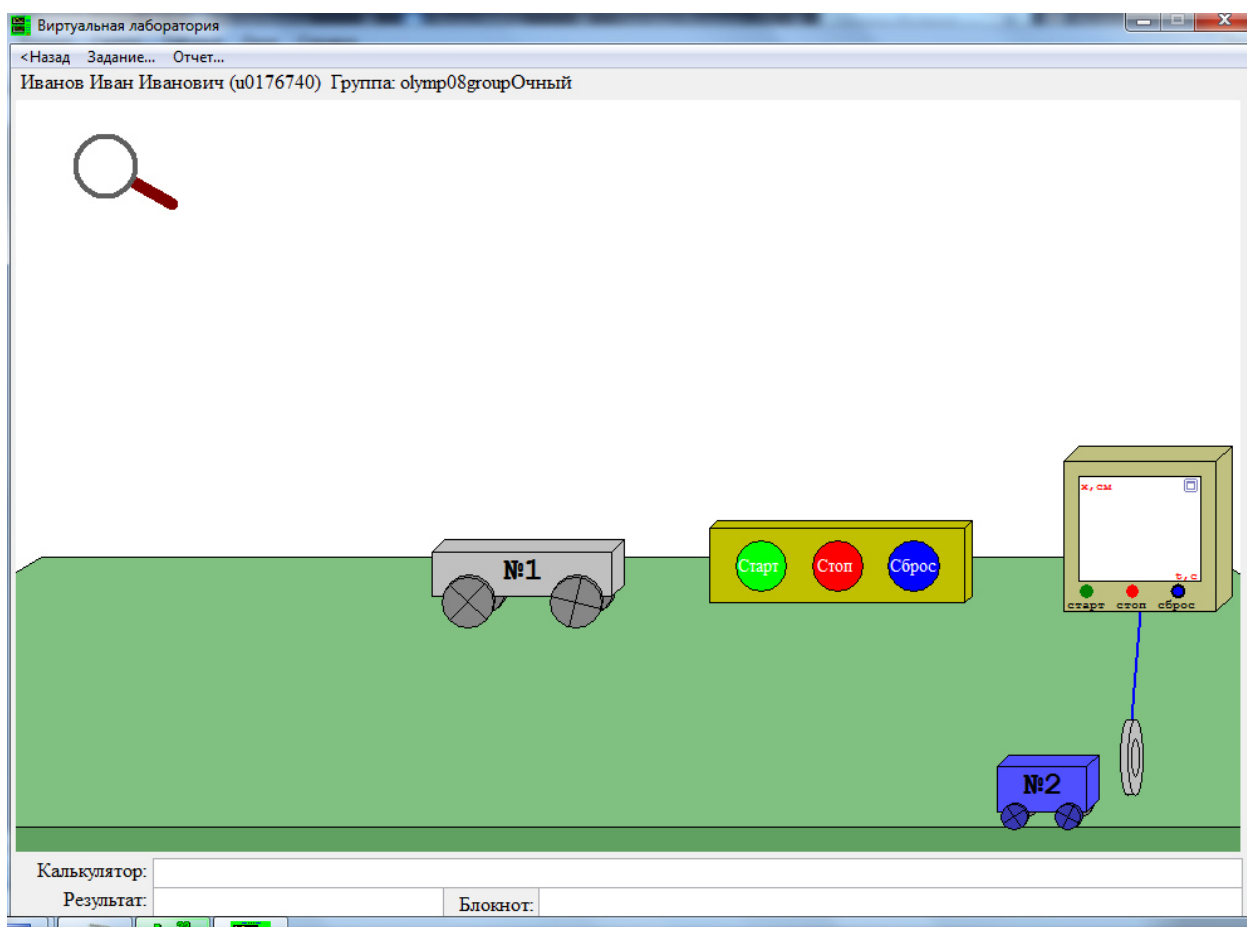 Виртуальная лаборатория
<Назад Задание... Отчет...
Иванов Иван Иванович (u0176740) Группа: olymp08groupОчный
x,см
t,c
старт стоп сброс
№1
Старт Стоп Сброс
№2
Калькулятор:
Результат:
Блокнот: